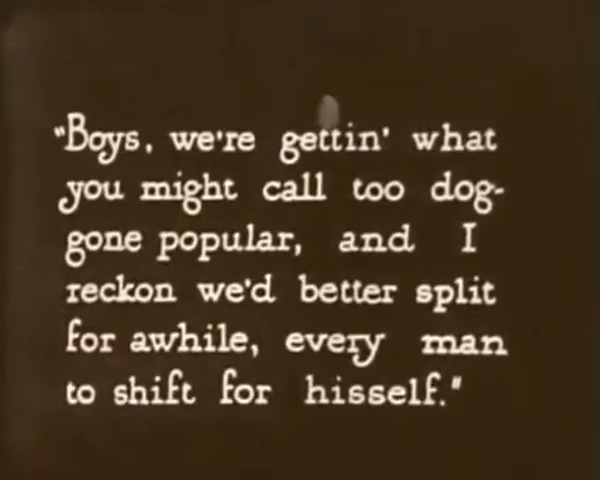 "Boys, we're gettin' what
you might call too dog-
gone popular, and I
reckon we'd better split
for awhile, every man
to shift for hisself."